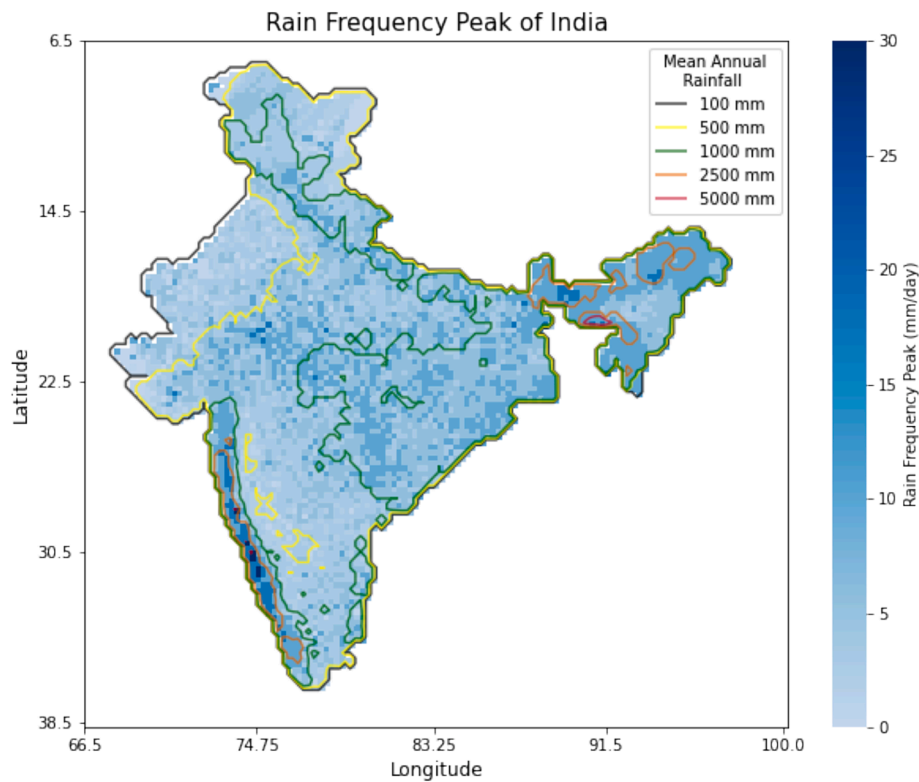 Rain Frequency Peak of India
6.5
14.5
22.5
30.5
38.5
Latitude
66.5
74.75
83.25
91.5
100.0
Longitude
Mean Annual
Rainfall
100 mm
500 mm
1000 mm
2500 mm
5000 mm
30
25
20
15
10
5
0
Rain Frequency Peak (mm/day)